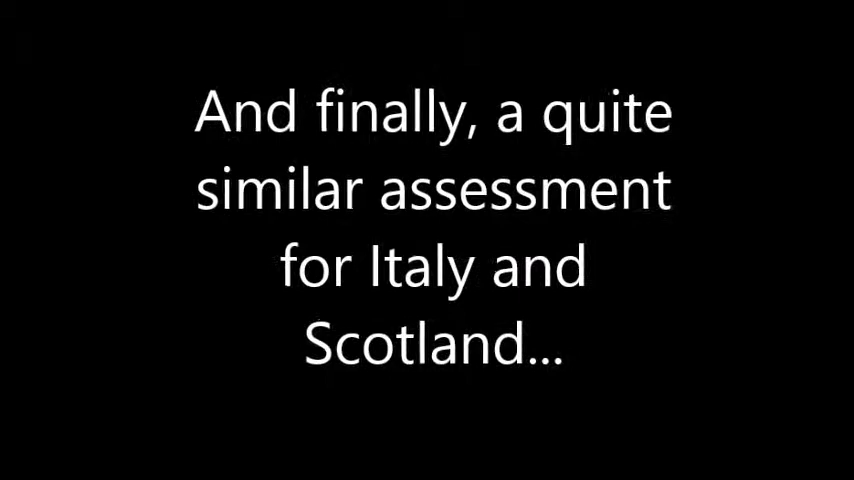 And finally, a quite
similar assessment
for Italy and
Scotland...